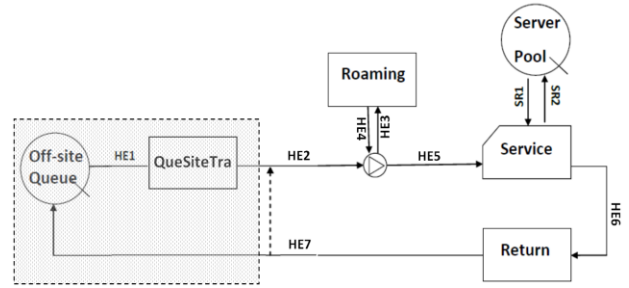 Server
Pool
Roaming
SR1
SR2
HE4
HE3
Off-site
Queue
HE1
QueSiteTra
HE2
HE5
Service
HE6
HE7
Return